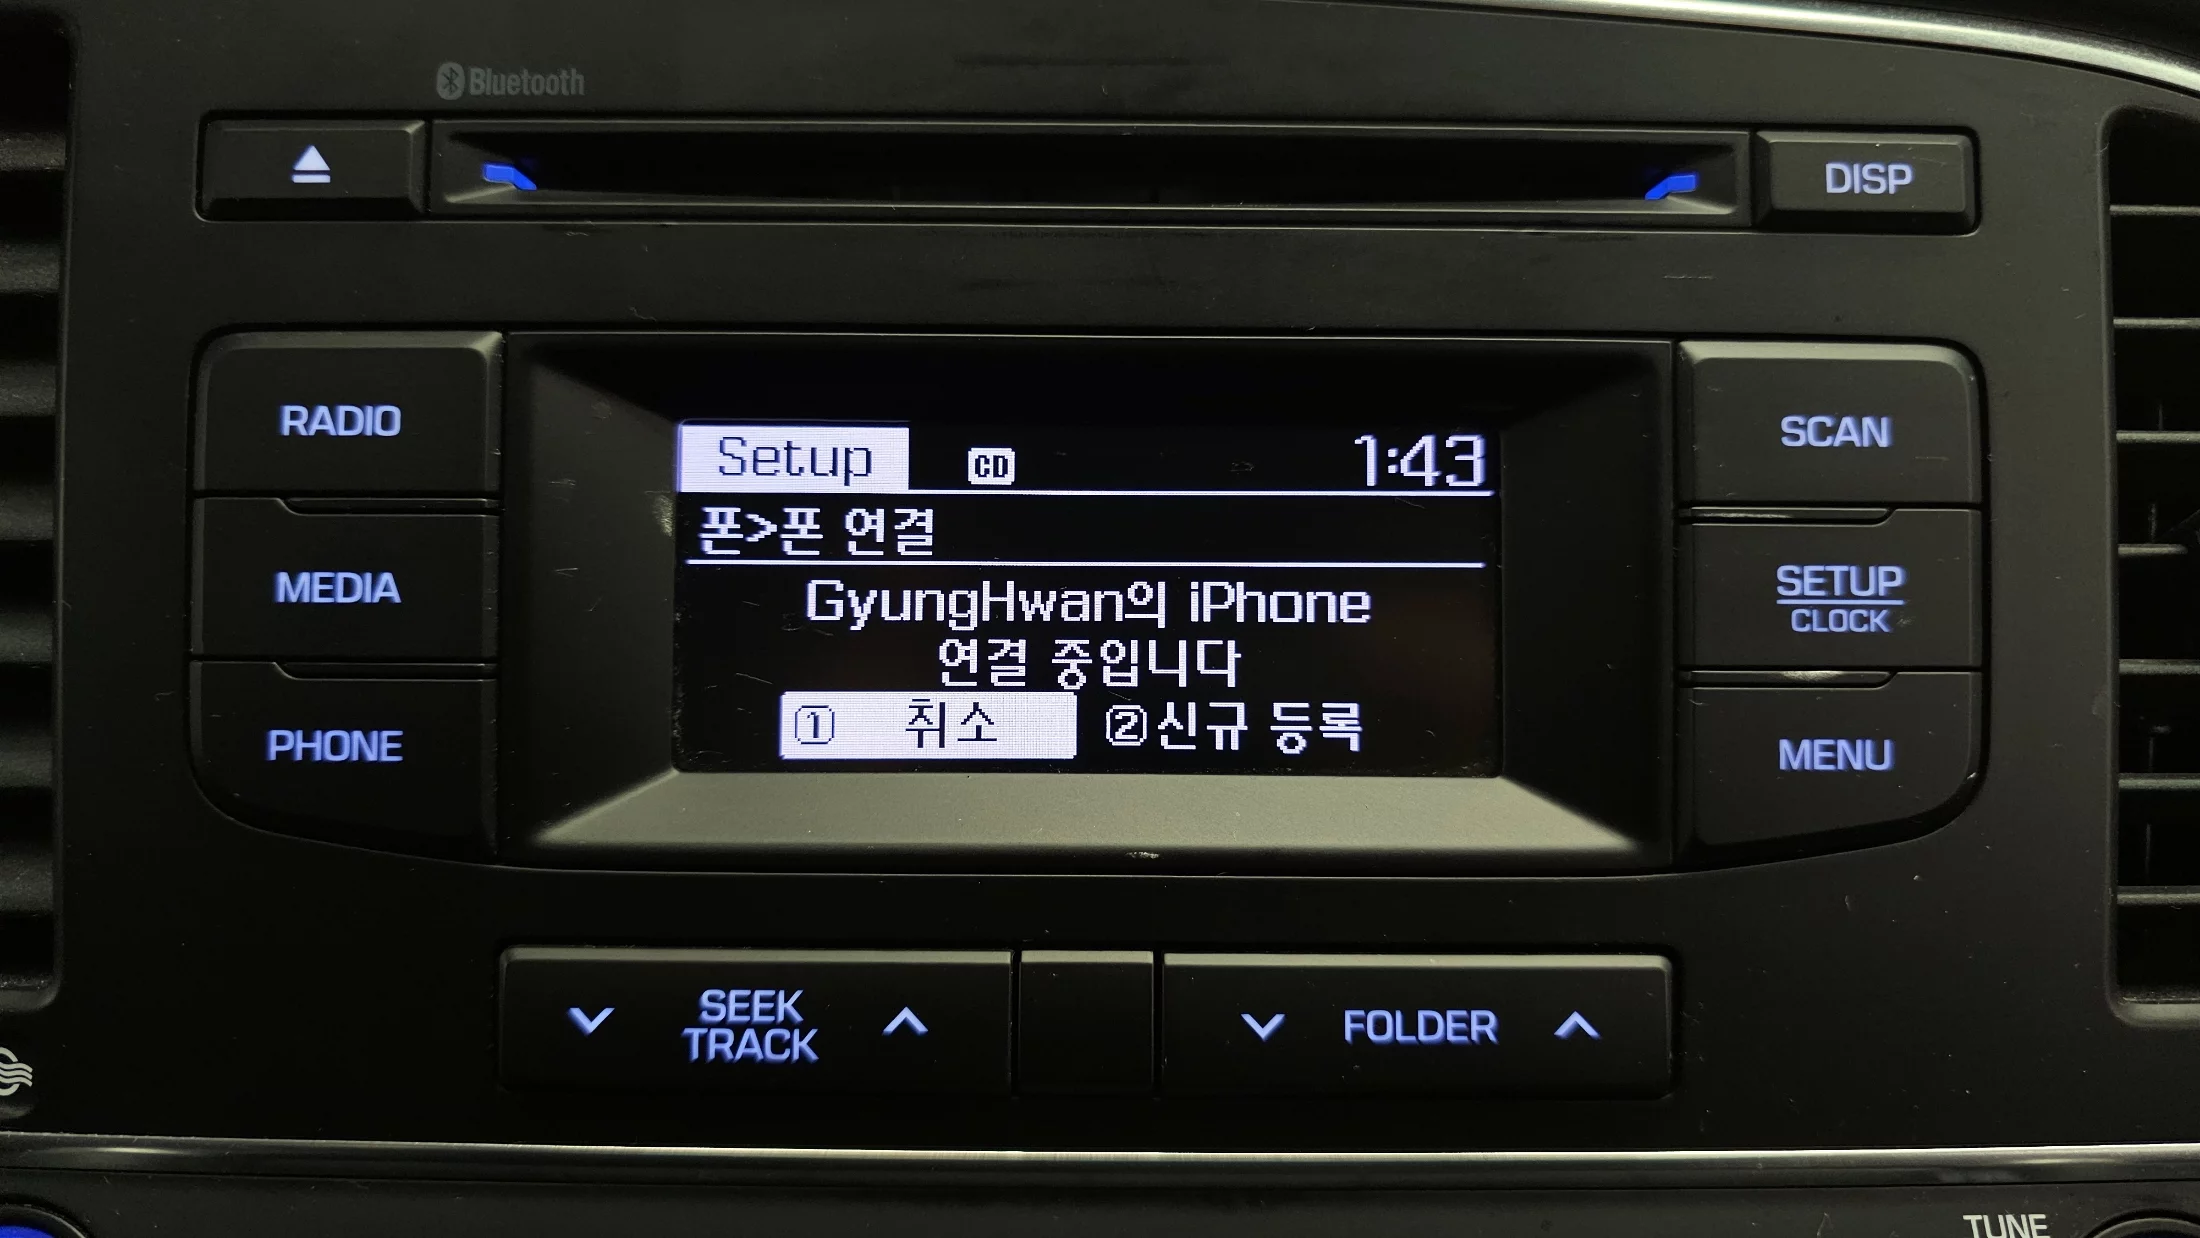 Bluetooth
DISP
RADIO
MEDIA
PHONE
Setup CD 1:43
폰>폰 연결
GyungHwan의 iPhone
연결 중입니다
① 취소 ②신규 등록
SCAN
SETUP
CLOCK
MENU
SEEK
TRACK
FOLDER
TUNE